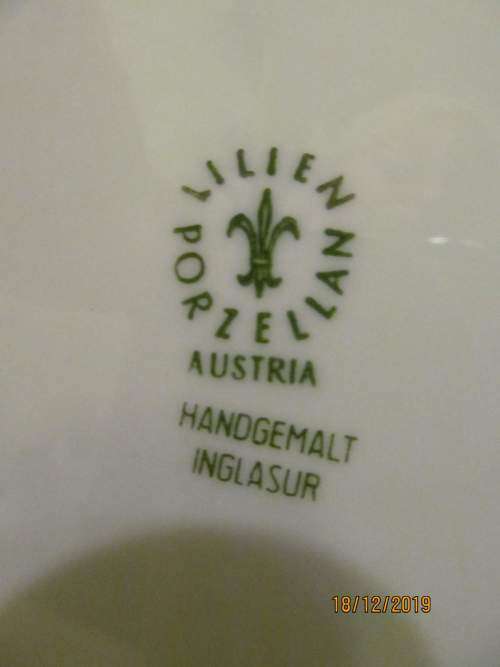 LILIEN
PORZELLAN
AUSTRIA
HANDGEMALT
INGLASUR
18/12/2019